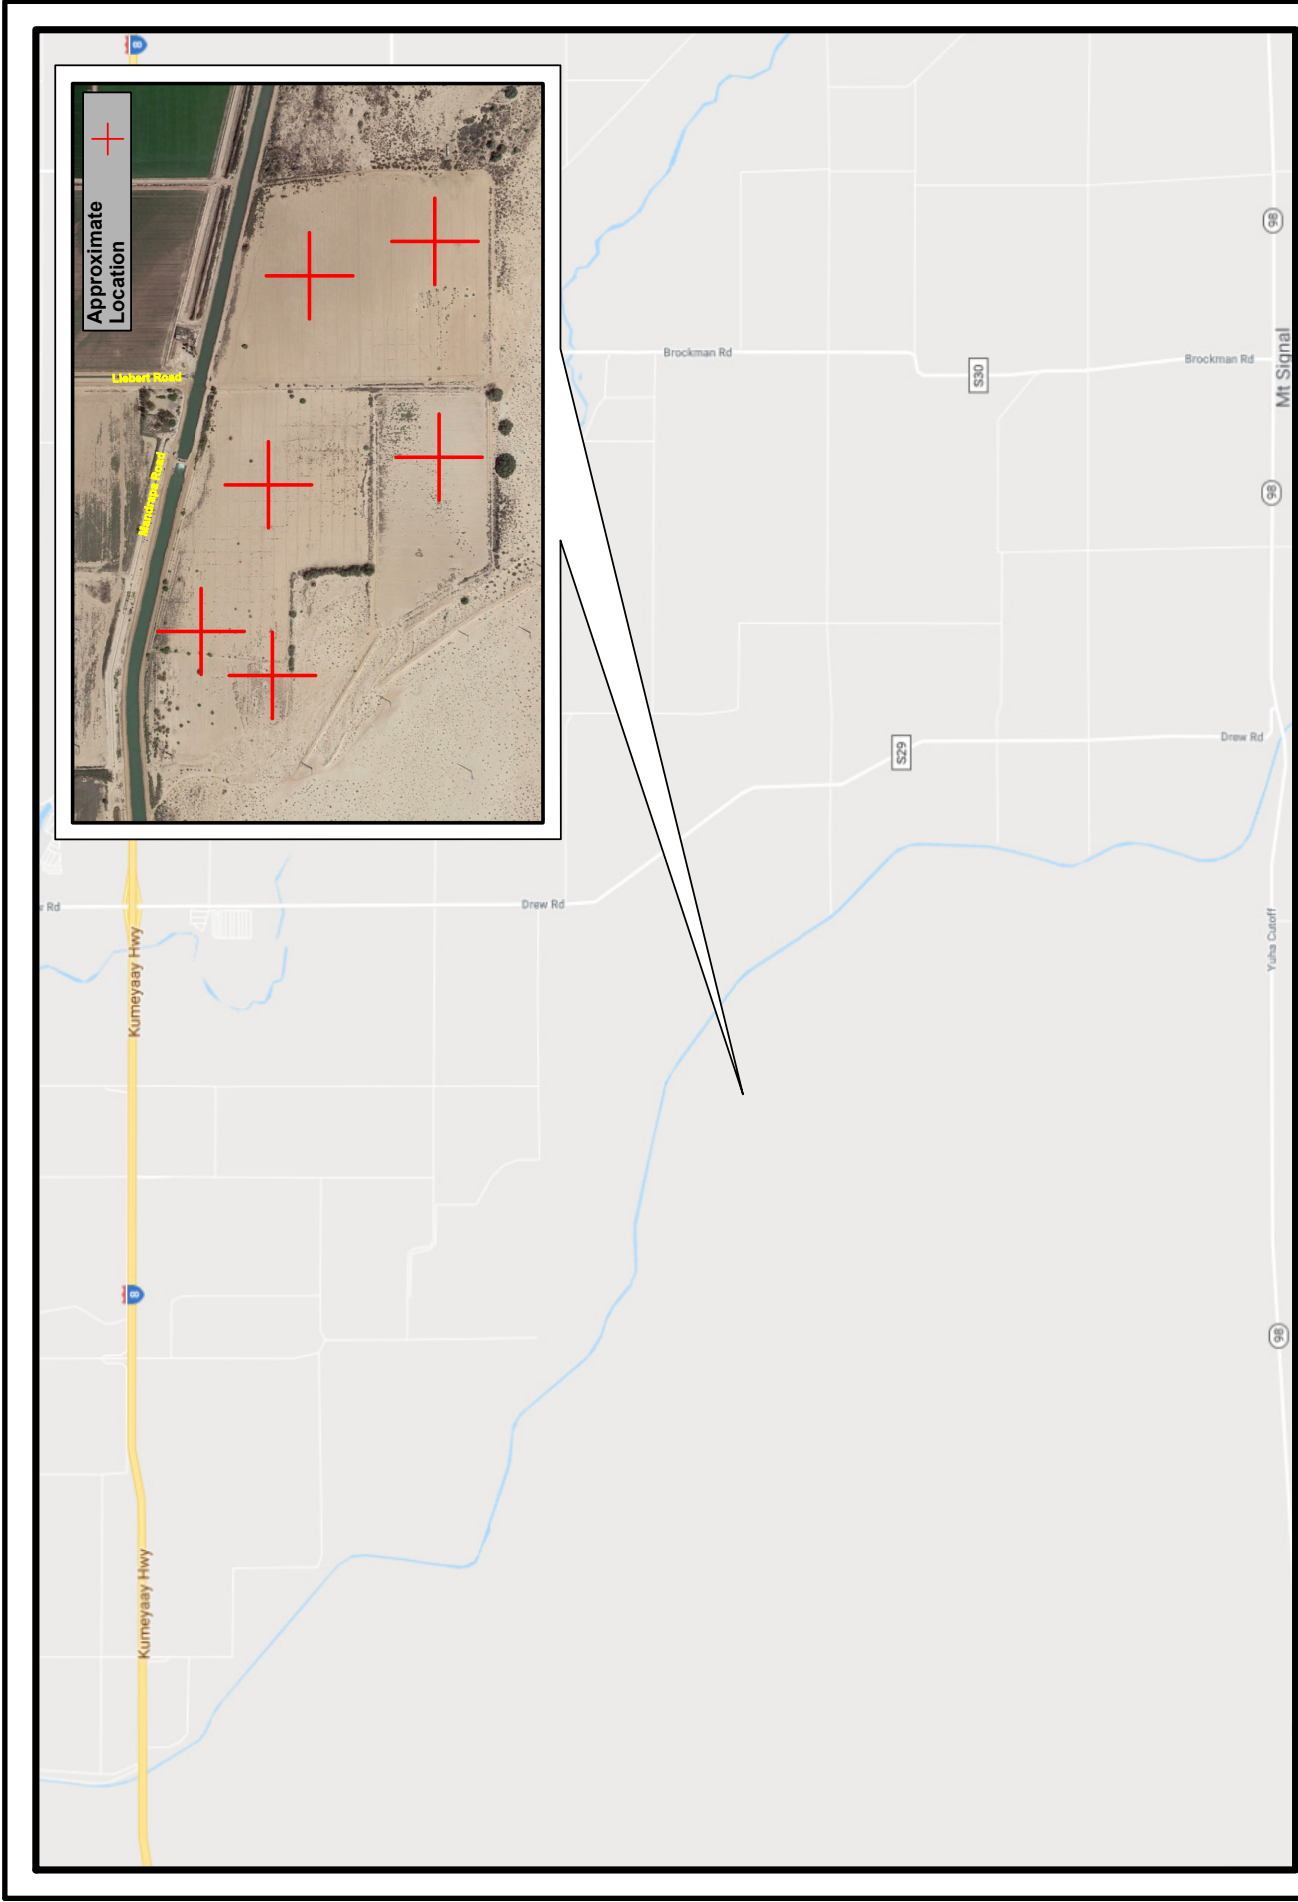 8
Approximate
Location
Liebert Road
Mandrapa Road
98
Brockman Rd
S30
Brockman Rd
Mt Signal
98
S29
Drew Rd
r Rd
Drew Rd
Kumeyaay Hwy
Yuha Cutoff
8
98
Kumeyaay Hwy